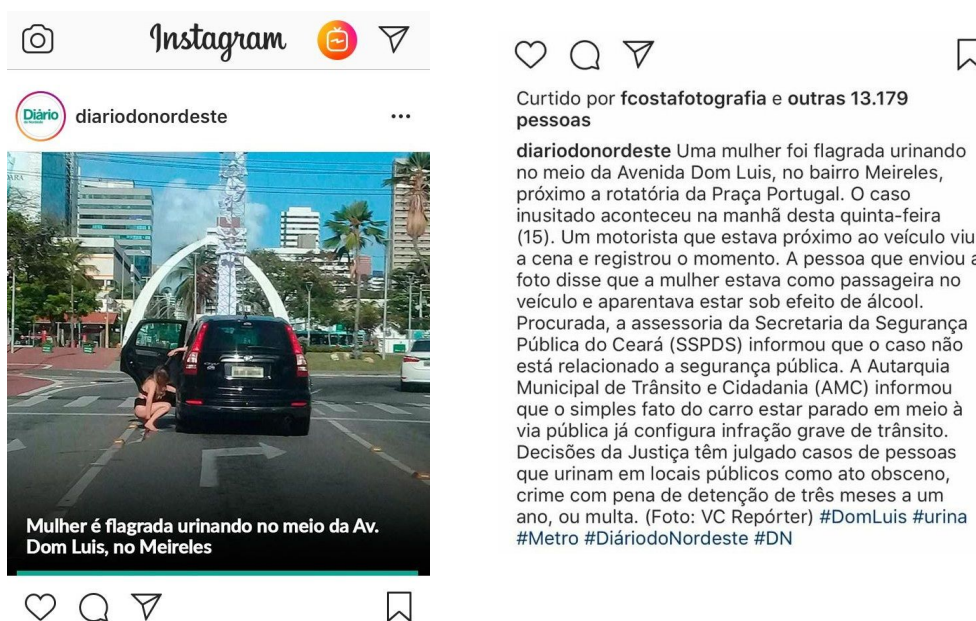 Instagram
Diário
diariodonordeste
Mulher é flagrada urinando no meio da Av.
Dom Luis, no Meireles
Curtido por fcostafotografia e outras 13.179
pessoas
diariodonordeste Uma mulher foi flagrada urinando
no meio da Avenida Dom Luis, no bairro Meireles,
próximo a rotatória da Praça Portugal. O caso
inusitado aconteceu na manhã desta quinta-feira
(15). Um motorista que estava próximo ao veículo viu
a cena e registrou o momento. A pessoa que enviou a
foto disse que a mulher estava como passageira no
veículo e aparentava estar sob efeito de álcool.
Procurada, a assessoria da Secretaria da Segurança
Pública do Ceará (SSPDS) informou que o caso não
está relacionado a segurança pública. A Autarquia
Municipal de Trânsito e Cidadania (AMC) informou
que o simples fato do carro estar parado em meio à
via pública já configura infração grave de trânsito.
Decisões da Justiça têm julgado casos de pessoas
que urinam em locais públicos como ato obsceno,
crime com pena de detenção de três meses a um
ano, ou multa. (Foto: VC Repórter) #DomLuis #urina
#Metro #DiáriodoNordeste #DN